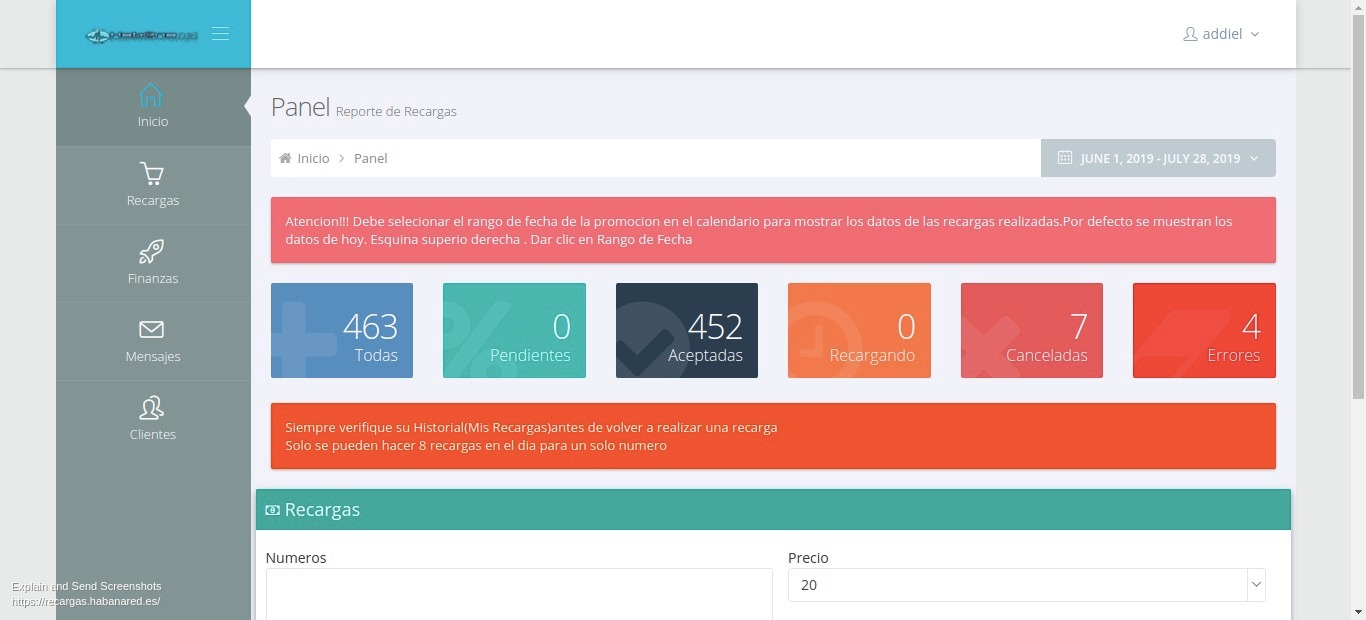 addiel
Inicio
Recargas
Finanzas
Mensajes
Clientes
Panel Reporte de Recargas
Inicio Panel
JUNE 1, 2019 - JULY 28, 2019
Atencion!!! Debe selecionar el rango de fecha de la promocion en el calendario para mostrar los datos de las recargas realizadas.Por defecto se muestran los
datos de hoy. Esquina superio derecha . Dar clic en Rango de Fecha
463
Todas
0
Pendientes
452
Aceptadas
0
Recargando
7
Canceladas
4
Errores
Siempre verifique su Historial(Mis Recargas)antes de volver a realizar una recarga
Solo se pueden hacer 8 recargas en el dia para un solo numero
Recargas
Numeros
Precio
20
Explain and Send Screenshots
https://recargas.habanared.es/